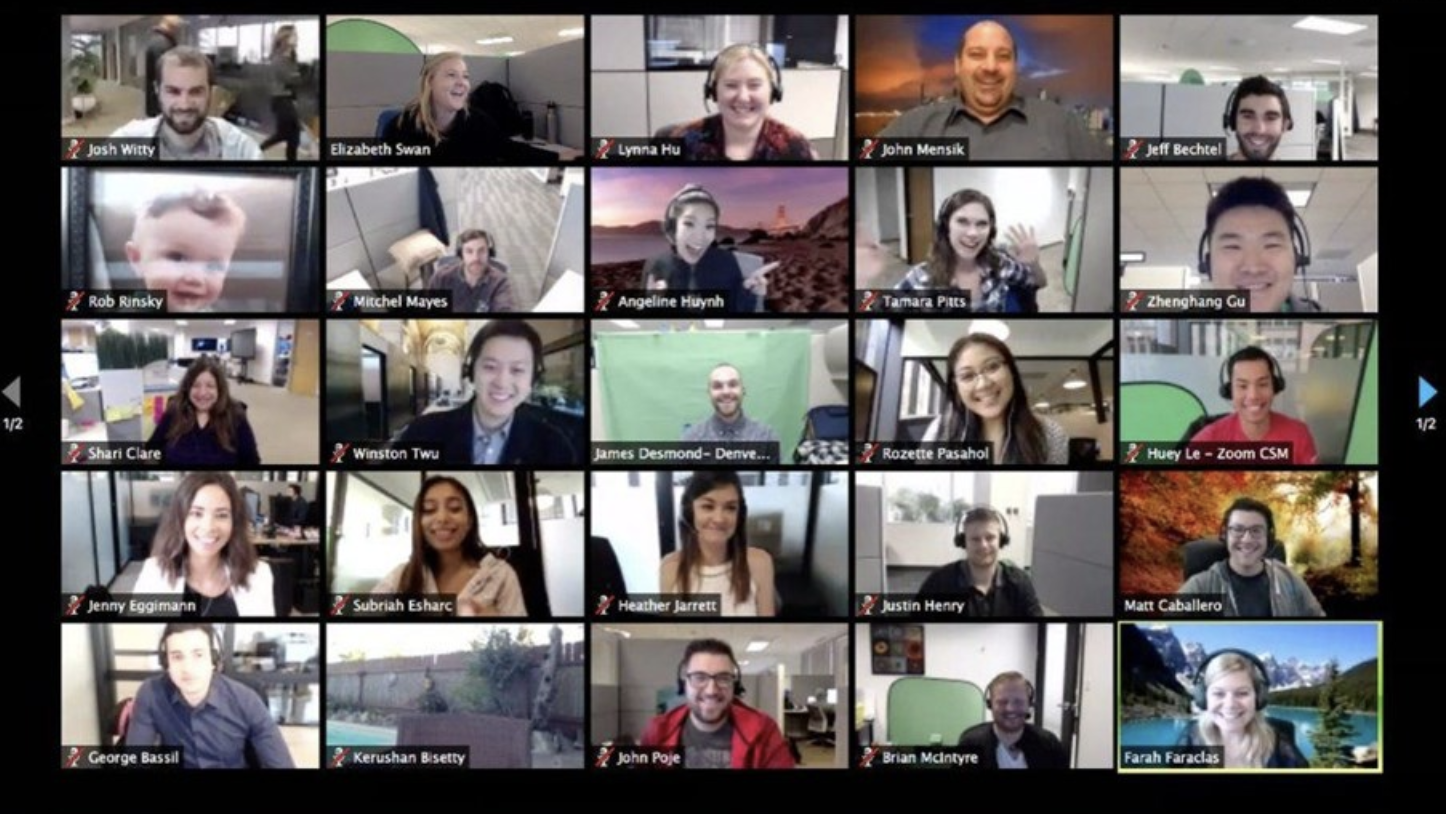 Josh Witty
Elizabeth Swan
Lynna Hu
John Mensik
Jeff Bechtel
Rob Rinsky
Mitchel Mayes
Angeline Huynh
Tamara Pitts
Zhenghang Gu
1/2
1/2
Shari Clare
Winston Twu
James Desmond– Denve...
Rozette Pasahol
Huey Le – Zoom CSM
Jenny Eggimann
Subriah Esharc
Heather Jarrett
Justin Henry
Matt Caballero
George Bassil
Kerushan Bisetty
John Poje
Brian McIntyre
Farah Faraclas